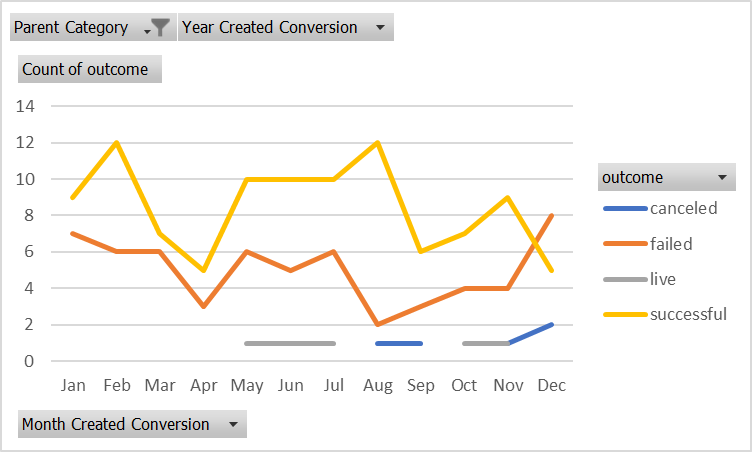 Parent Category Year Created Conversion
Count of outcome
14
12
10
8
6
4
2
0
Jan Feb Mar Apr May Jun Jul Aug Sep Oct Nov Dec
outcome
canceled
failed
live
successful
Month Created Conversion